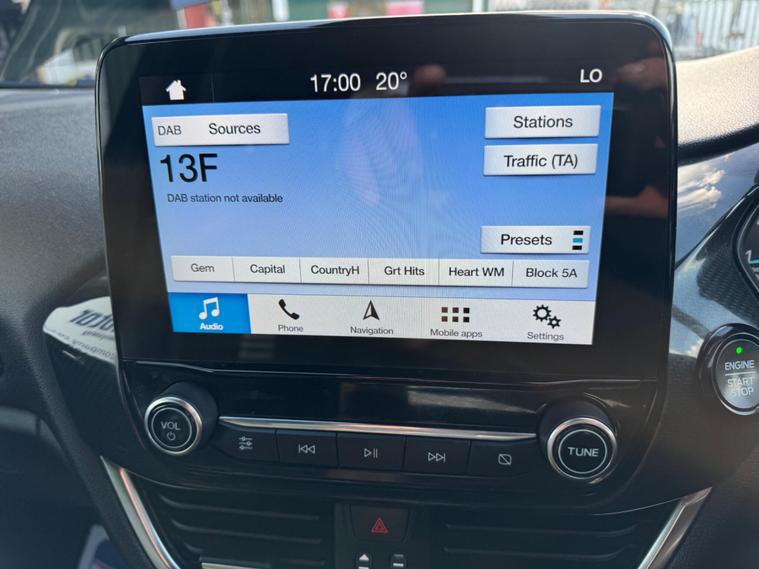 17:00 20° LO
DAB Sources
Stations
13F
Traffic (TA)
DAB station not available
Presets
Gem Capital CountryH Grt Hits Heart WM Block 5A
Audio Phone Navigation Mobile apps Settings
ENGINE
START
STOP
VOL
TUNE